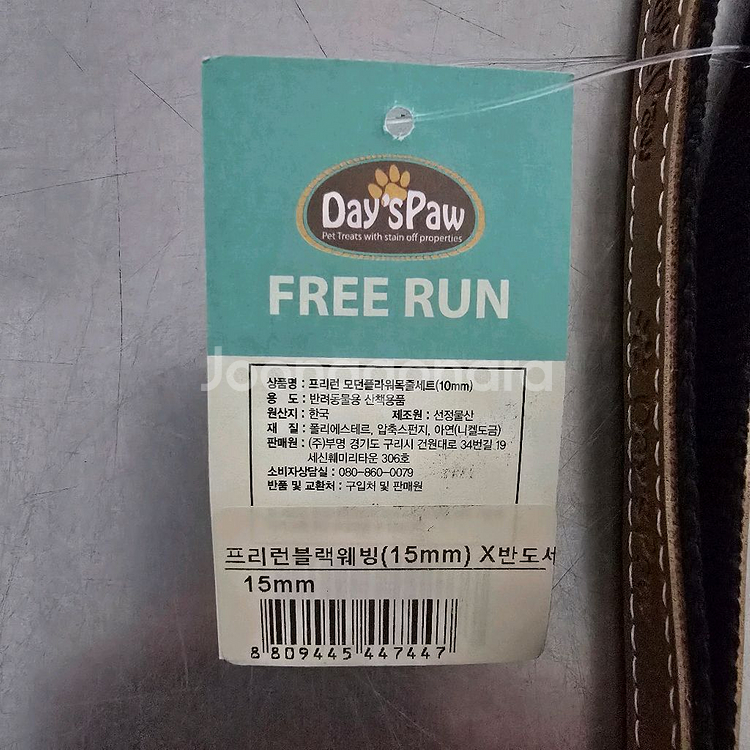 Day'sPaw
Pet Treats with stain off properties
FREE RUN
Joonggonara
상품명 : 프리런 모던플라워목줄세트(10mm)
용 도 : 반려동물용 산책용품
원산지 : 한국 제조원 : 선정물산
재 질 : 폴리에스테르, 압축스펀지, 아연(니켈도금)
판매원 : (주)부명 경기도 구리시 건원대로 34번길 19
세신훼미리타운 306호
소비자상담실 : 080-860-0079
반품 및 교환처 : 구입처 및 판매원
프리런블랙웨빙(15mm) X반도세
15mm
8 809445 447447